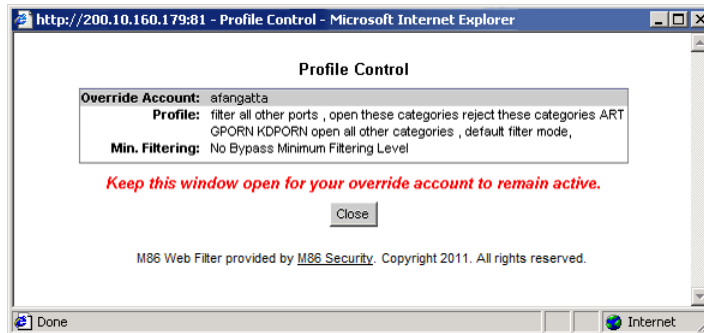 http://200.10.160.179:81 - Profile Control - Microsoft Internet Explorer
Profile Control
Override Account: afangatta
Profile: filter all other ports , open these categories reject these categories ART
GPORN KDPORN open all other categories , default filter mode,
Min. Filtering: No Bypass Minimum Filtering Level
Keep this window open for your override account to remain active.
Close
M86 Web Filter provided by M86 Security. Copyright 2011. All rights reserved.
Done
Internet